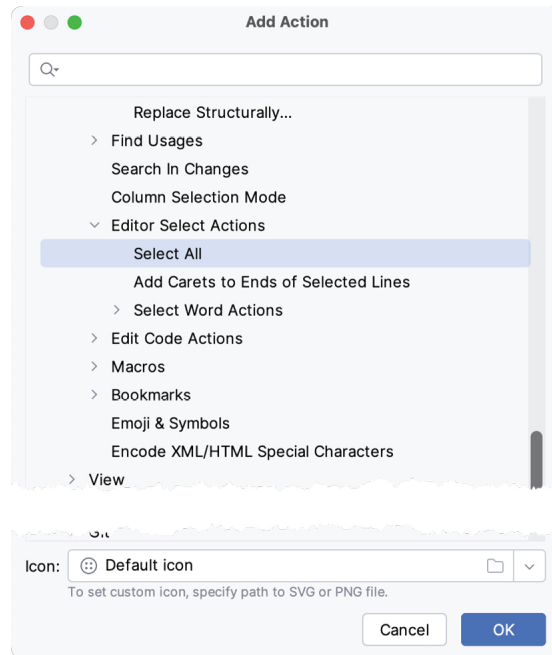 Add Action
Replace Structurally...
Find Usages
Search In Changes
Column Selection Mode
Editor Select Actions
Select All
Add Carets to Ends of Selected Lines
Select Word Actions
Edit Code Actions
Macros
Bookmarks
Emoji & Symbols
Encode XML/HTML Special Characters
View
Git
Icon: Default icon
To set custom icon, specify path to SVG or PNG file.
Cancel OK